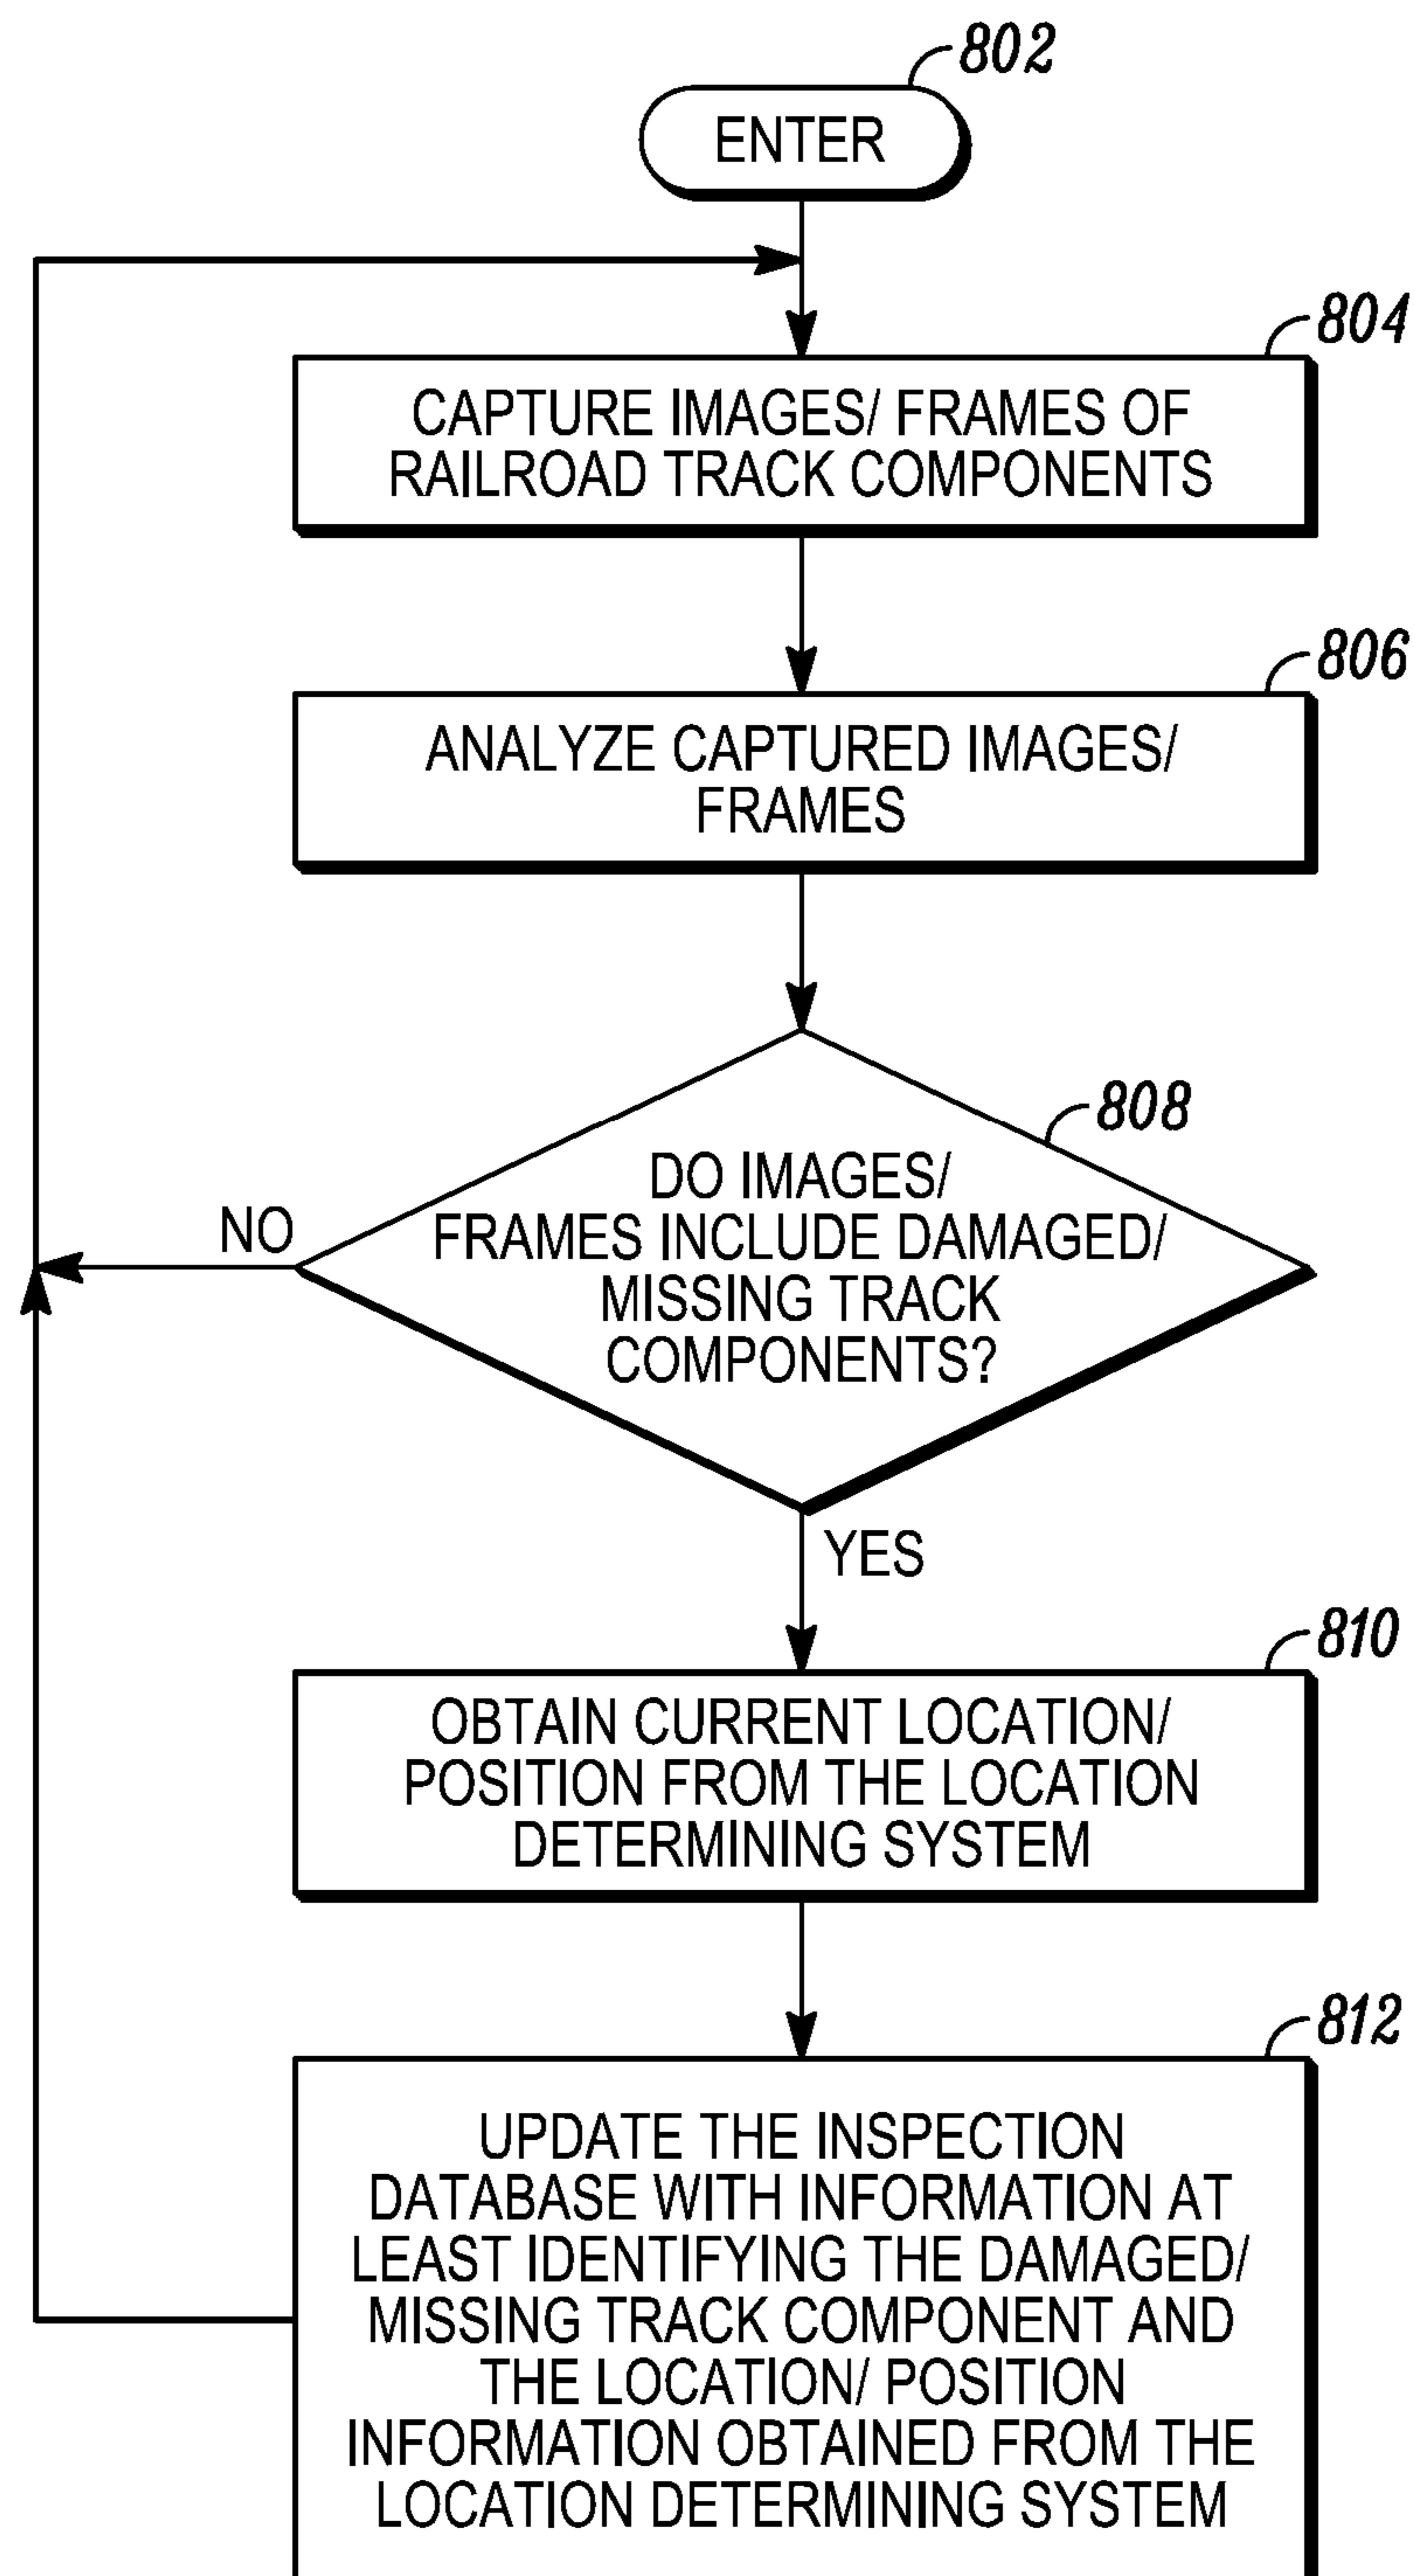 802
ENTER
804
CAPTURE IMAGES/ FRAMES OF
RAILROAD TRACK COMPONENTS
806
ANALYZE CAPTURED IMAGES/
FRAMES
808
DO IMAGES/
FRAMES INCLUDE DAMAGED/
MISSING TRACK
COMPONENTS?
NO
YES
810
OBTAIN CURRENT LOCATION/
POSITION FROM THE LOCATION
DETERMINING SYSTEM
812
UPDATE THE INSPECTION
DATABASE WITH INFORMATION AT
LEAST IDENTIFYING THE DAMAGED/
MISSING TRACK COMPONENT AND
THE LOCATION/ POSITION
INFORMATION OBTAINED FROM THE
LOCATION DETERMINING SYSTEM